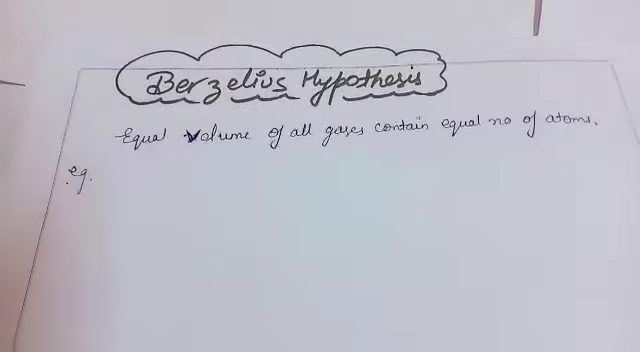 Berzelius Hypothesis
Equal Volume of all gases contain equal no of atoms.
eg.